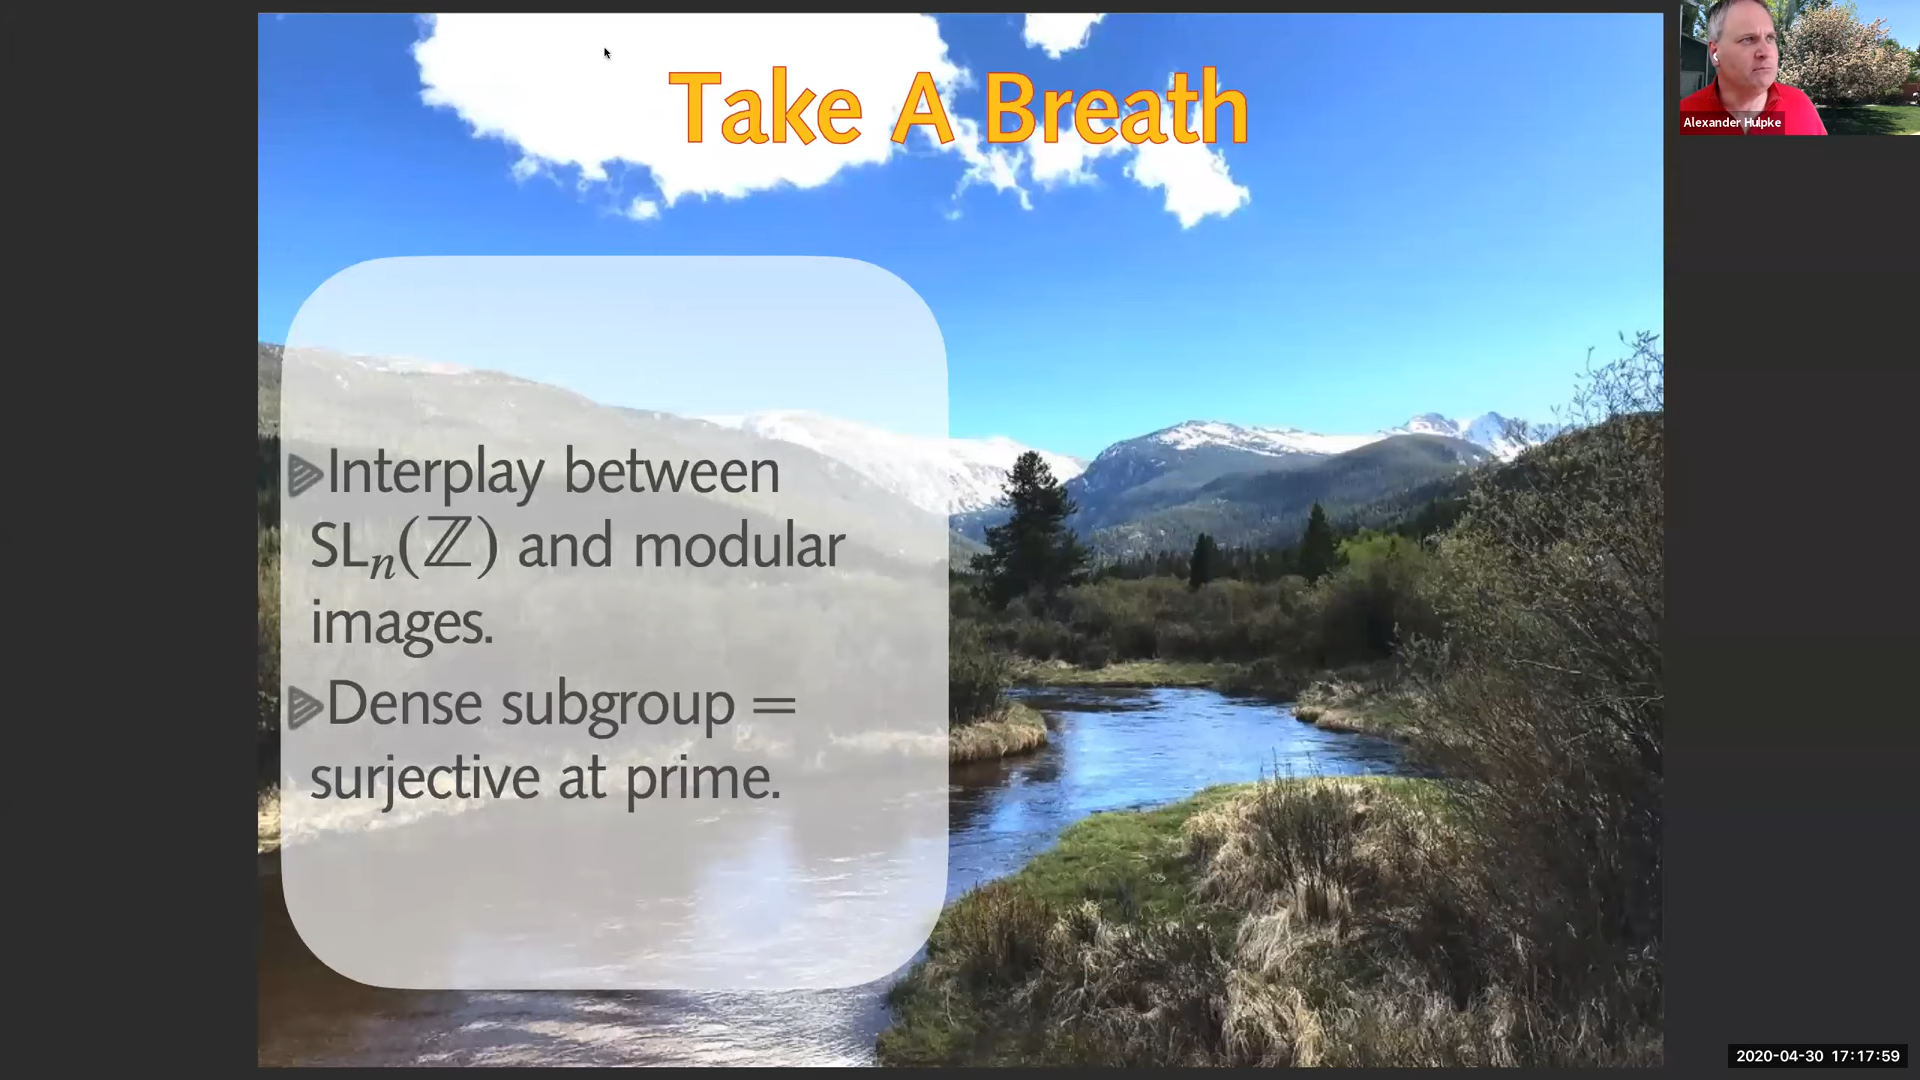 Take A Breath
Alexander Hulpke
Interplay between
SLₙ(ℤ) and modular
images.
Dense subgroup =
surjective at prime.
2020-04-30 17:17:59